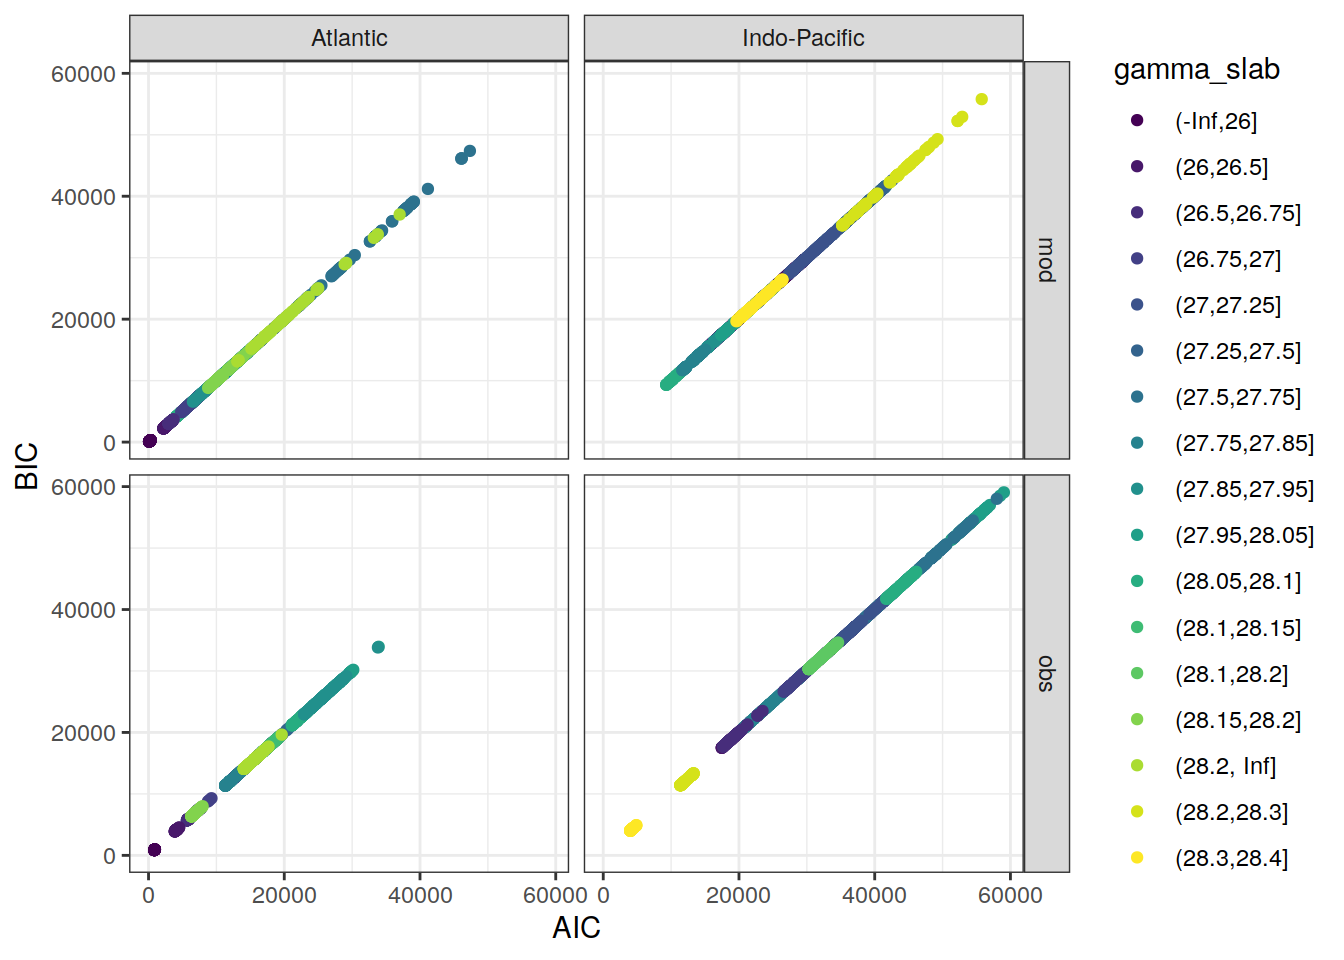 Atlantic
Indo-Pacific
gamma_slab
(-Inf,26]
(26,26.5]
(26.5,26.75]
(26.75,27]
(27,27.25]
(27.25,27.5]
(27.5,27.75]
(27.75,27.85]
(27.85,27.95]
(27.95,28.05]
(28.05,28.1]
(28.1,28.15]
(28.1,28.2]
(28.15,28.2]
(28.2, Inf]
(28.2,28.3]
(28.3,28.4]
60000
40000
20000
0
mod
BIC
60000
40000
20000
0
obs
0 20000 40000 60000 0 20000 40000 60000
AIC